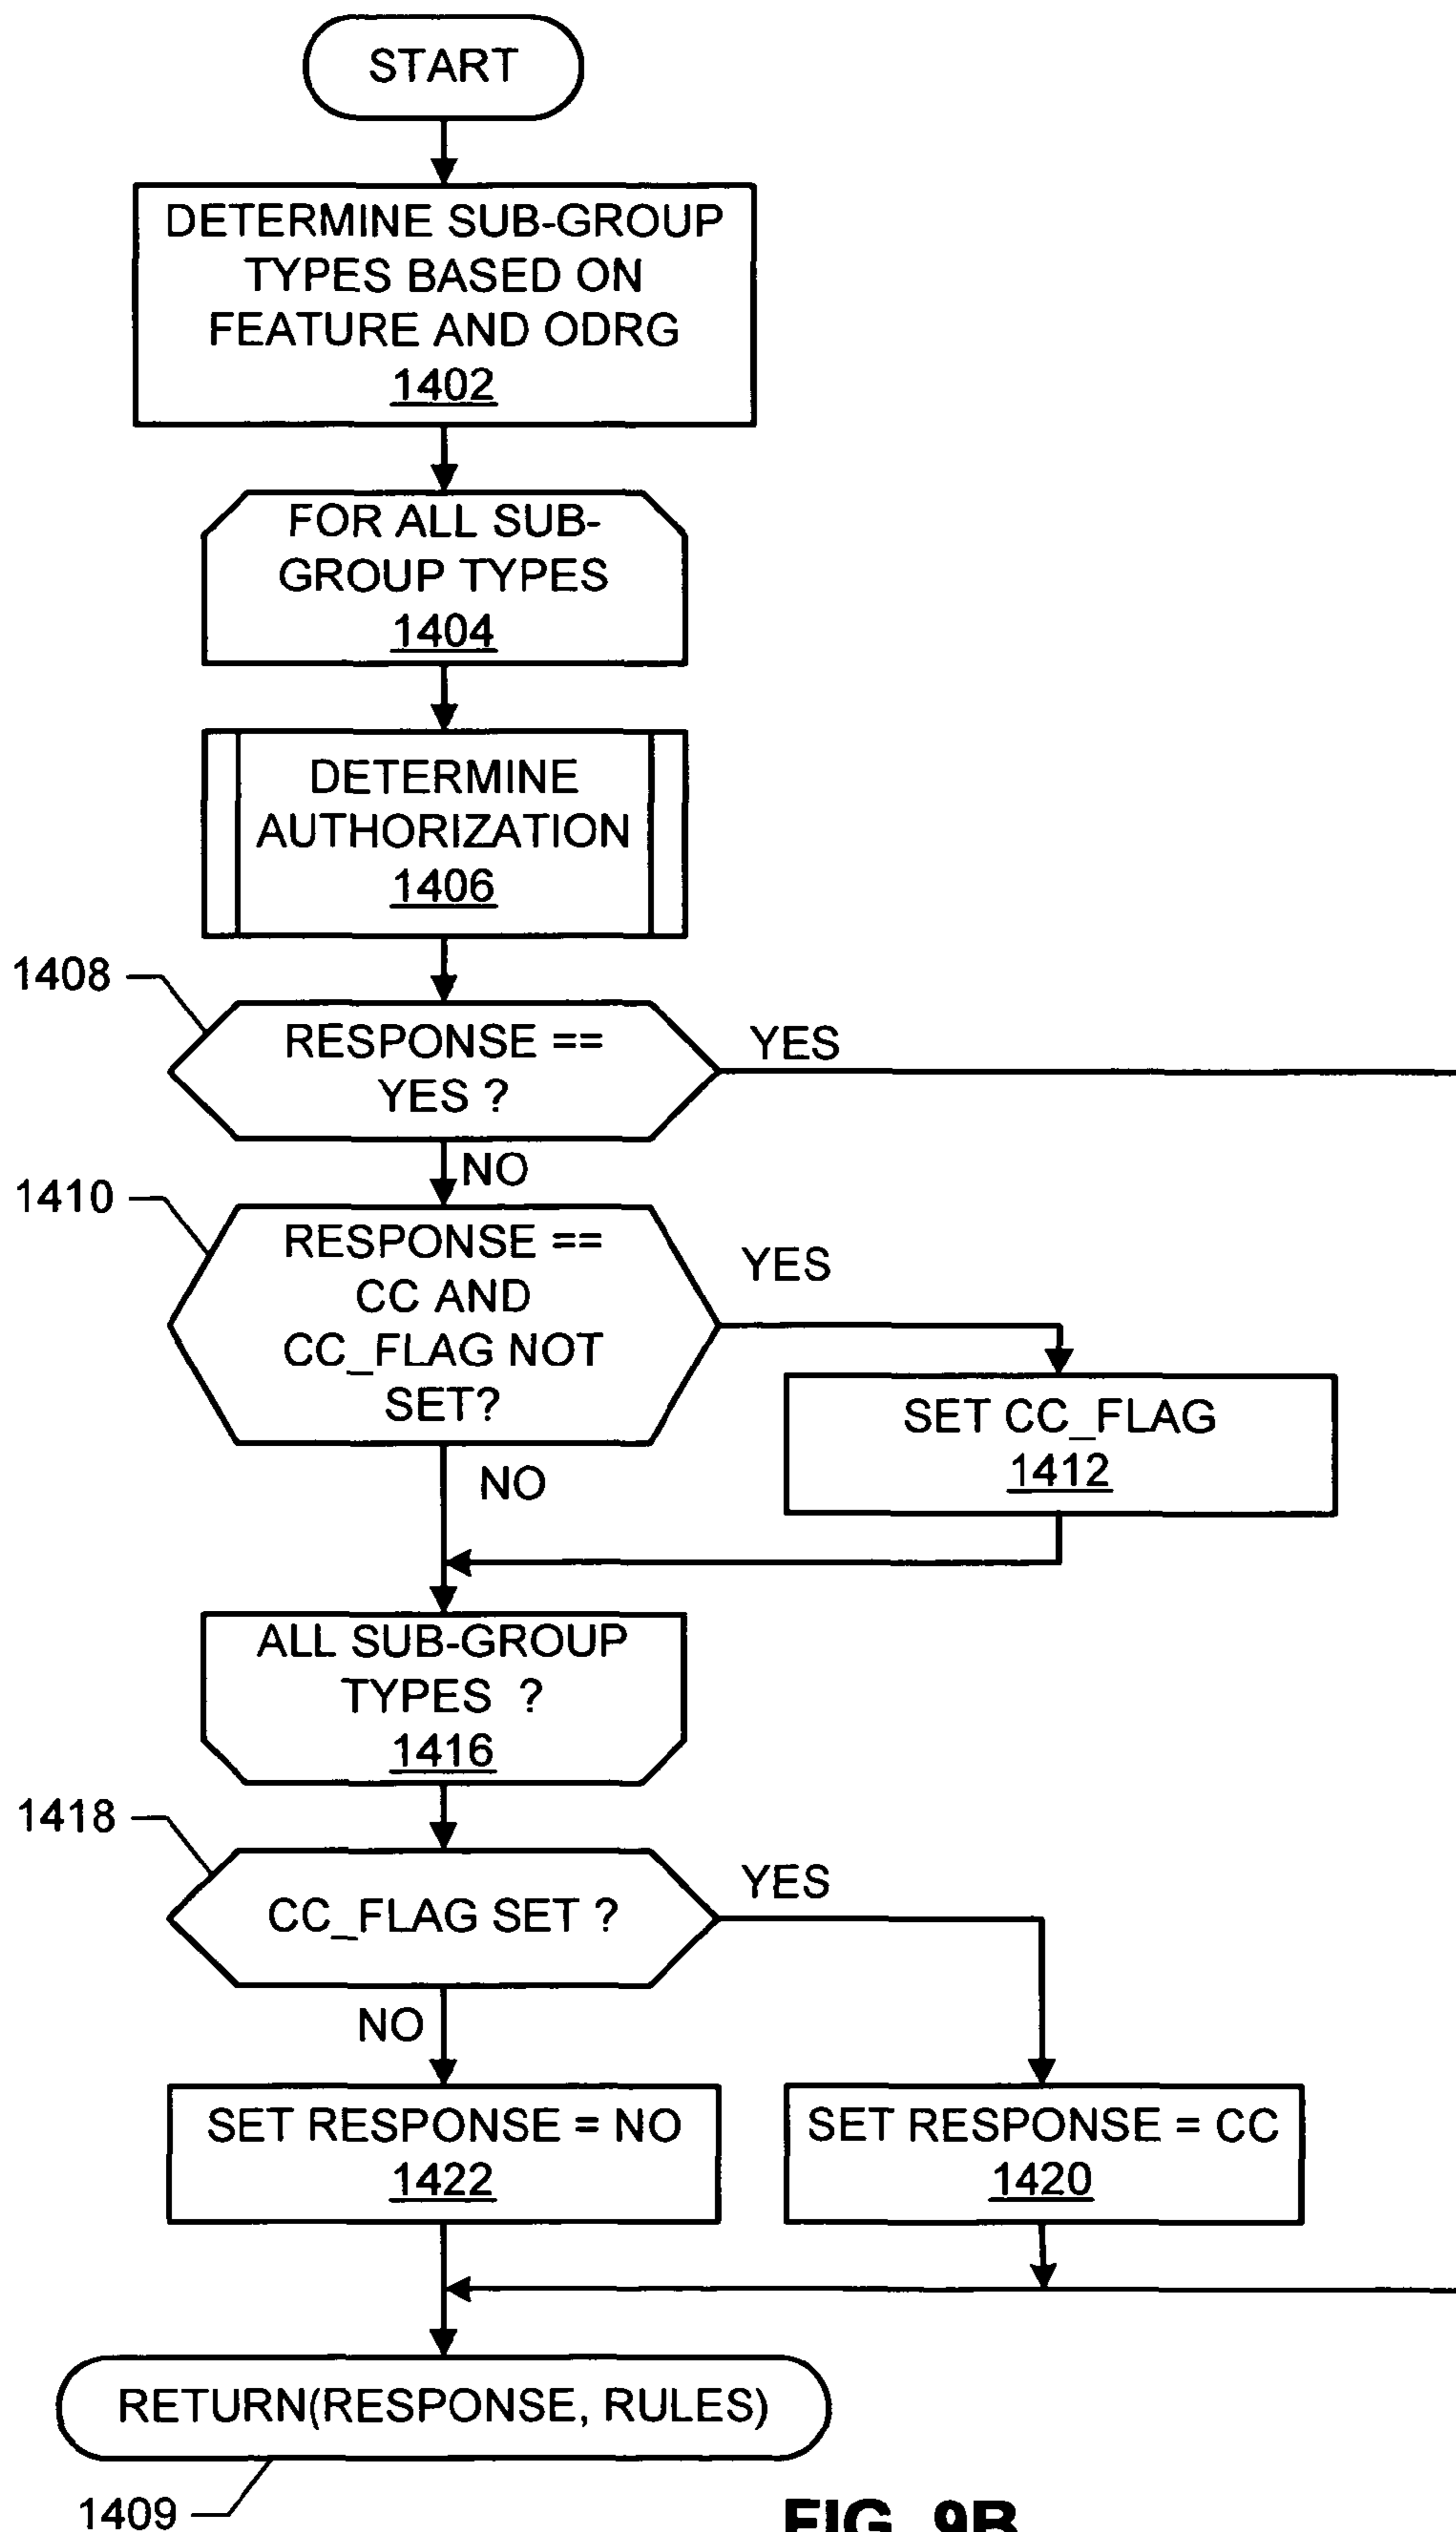 START
DETERMINE SUB-GROUP
TYPES BASED ON
FEATURE AND ODRG
1402
FOR ALL SUB-
GROUP TYPES
1404
DETERMINE
AUTHORIZATION
1406
1408
RESPONSE ==
YES ?
YES
NO
1410
RESPONSE ==
CC AND
CC_FLAG NOT
SET?
YES
SET CC_FLAG
1412
NO
ALL SUB-GROUP
TYPES ?
1416
1418
CC_FLAG SET ?
YES
NO
SET RESPONSE = NO
1422
SET RESPONSE = CC
1420
RETURN(RESPONSE, RULES)
1409
FIG. 9B